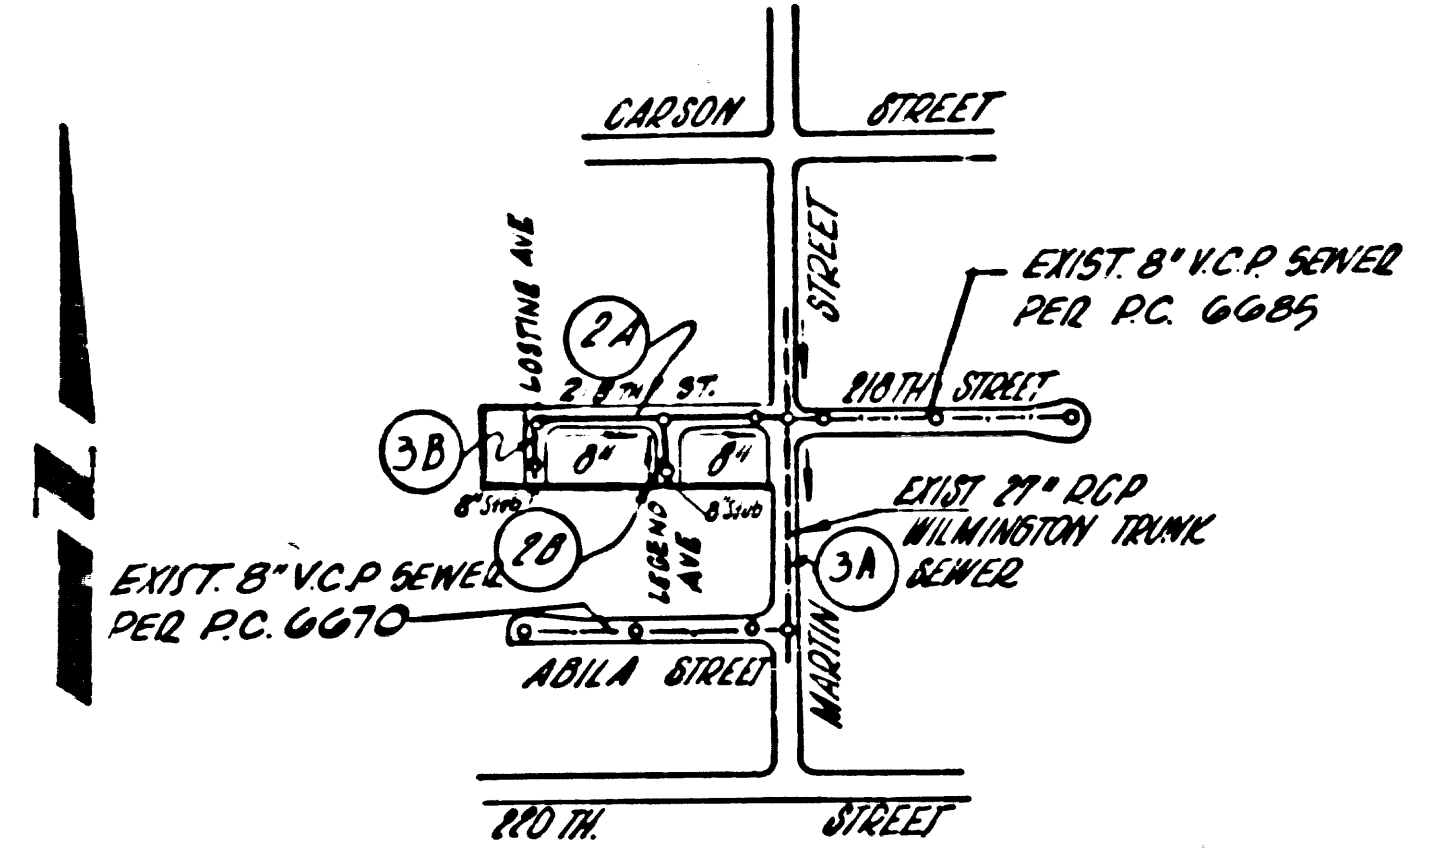 CARSON STREET
STREET
LOSTINE AVE
EXIST. 8" V.C.P. SEWER
PER P.C. 6685
2A
218TH ST.
218TH STREET
3B
8"
8"
8" Stub
8" Stub
EXIST 27" RCP
WILMINGTON TRUNK
SEWER
2B
LEGEND
AVE
3A
EXIST. 8" V.C.P SEWER
PER P.C. 6670
MARTIN
ABILA STREET
220 TH. STREET
N